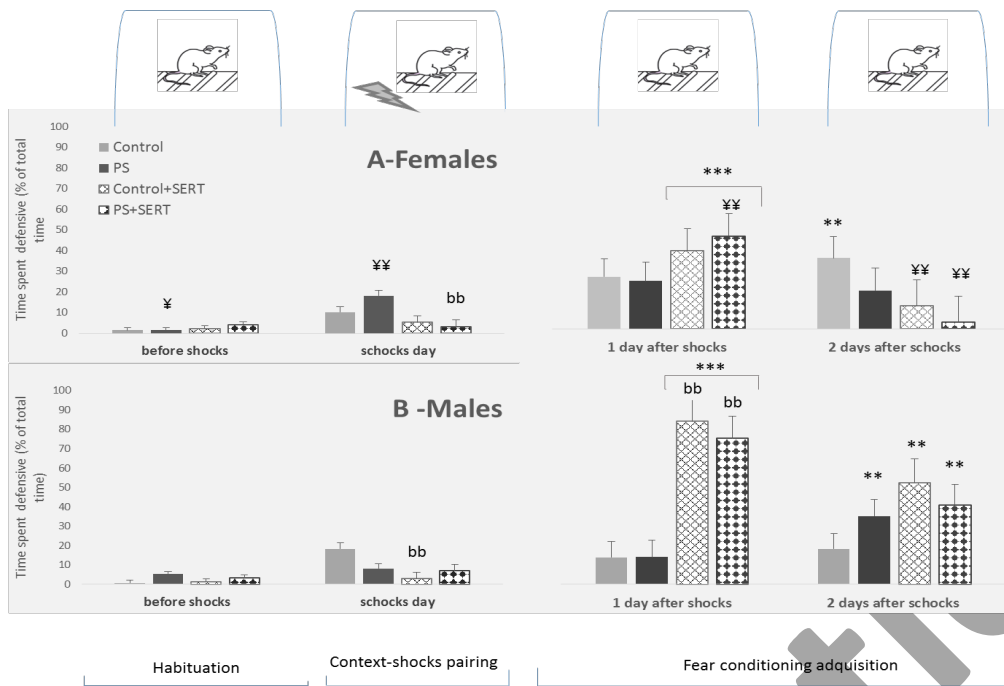 100
90
80
70
60
50
40
30
20
10
0
Time spent defensive (% of total
time
Control
PS
Control+SERT
PS+SERT
A-Females
¥
¥¥
bb
***
¥¥
**
¥¥
¥¥
before shocks
schocks day
1 day after shocks
2 days after schocks
100
90
80
70
60
50
40
30
20
10
0
Time spent defensive (% of total
time)
B -Males
bb
***
bb
bb
**
**
**
before shocks
schocks day
1 day after shocks
2 days after schocks
Habituation
Context-shocks pairing
Fear conditioning adquisition